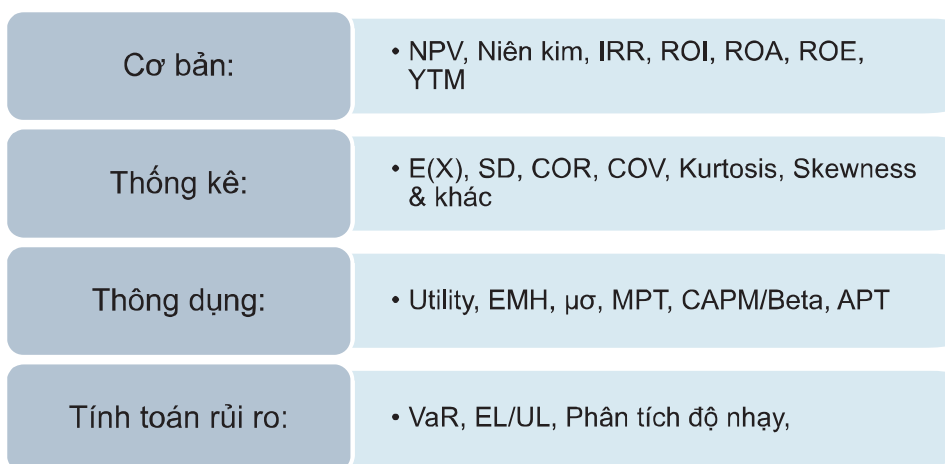 Cơ bản:
• NPV, Niên kim, IRR, ROI, ROA, ROE,
YTM
Thống kê:
• E(X), SD, COR, COV, Kurtosis, Skewness
& khác
Thông dụng:
• Utility, EMH, μσ, MPT, CAPM/Beta, APT
Tính toán rủi ro:
• VaR, EL/UL, Phân tích độ nhạy,